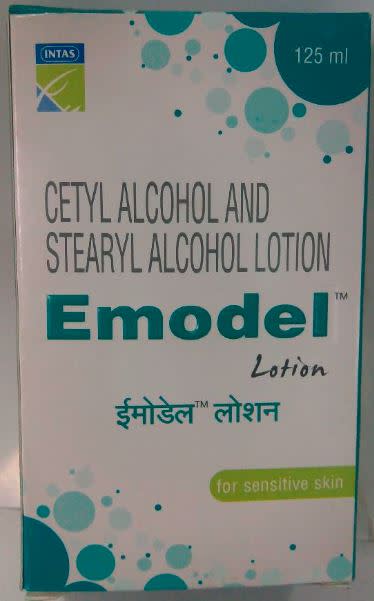 INTAS
125 ml
CETYL ALCOHOL AND
STEARYL ALCOHOL LOTION
Emodel™
Lotion
ईमोडेल™ लोशन
for sensitive skin